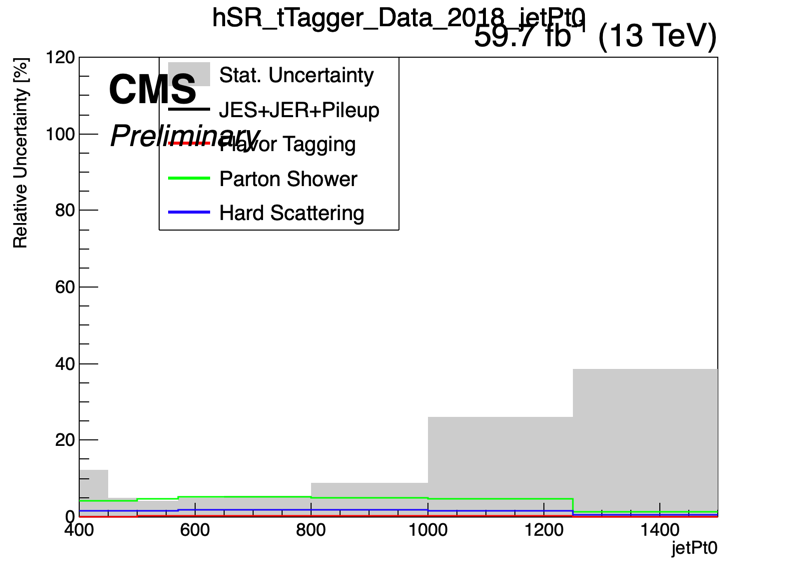 hSR_tTagger_Data_2018_jetPt0
59.7 fb⁻¹ (13 TeV)
CMS
Preliminary
Stat. Uncertainty
JES+JER+Pileup
Flavor Tagging
Parton Shower
Hard Scattering
Relative Uncertainty [%]
120
100
80
60
40
20
0
400 600 800 1000 1200 1400
jetPt0